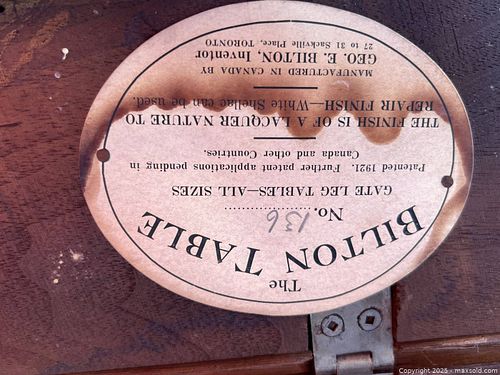 The
BILTON TABLE
No. 136
GATE LEG TABLES—ALL SIZES
Patented 1921. Further patent applications pending in
Canada and other Countries.
THE FINISH IS OF A LACQUER NATURE TO
REPAIR FINISH—White Shellac can be used.
MANUFACTURED IN CANADA BY
GEO. E. BILTON, Inventor
27 to 31 Sackville Place, TORONTO
Copyright 2025 - maxsold.com